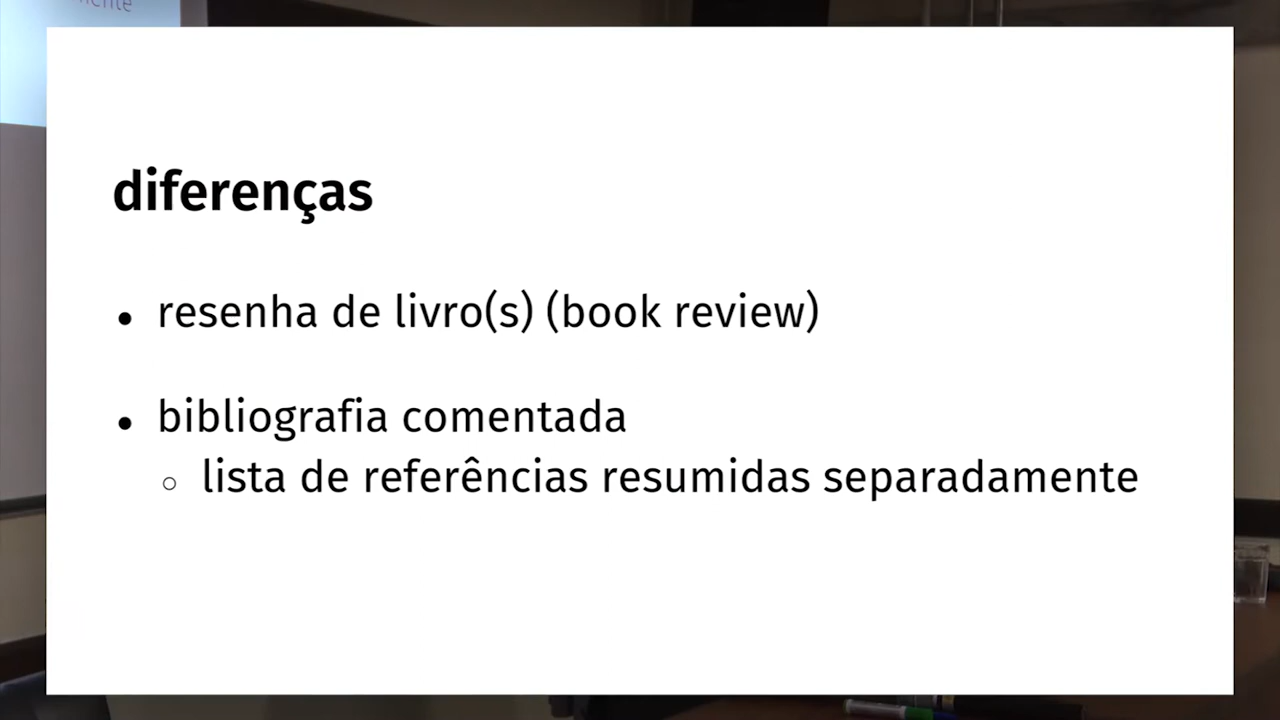 diferenças
• resenha de livro(s) (book review)
• bibliografia comentada
○ lista de referências resumidas separadamente